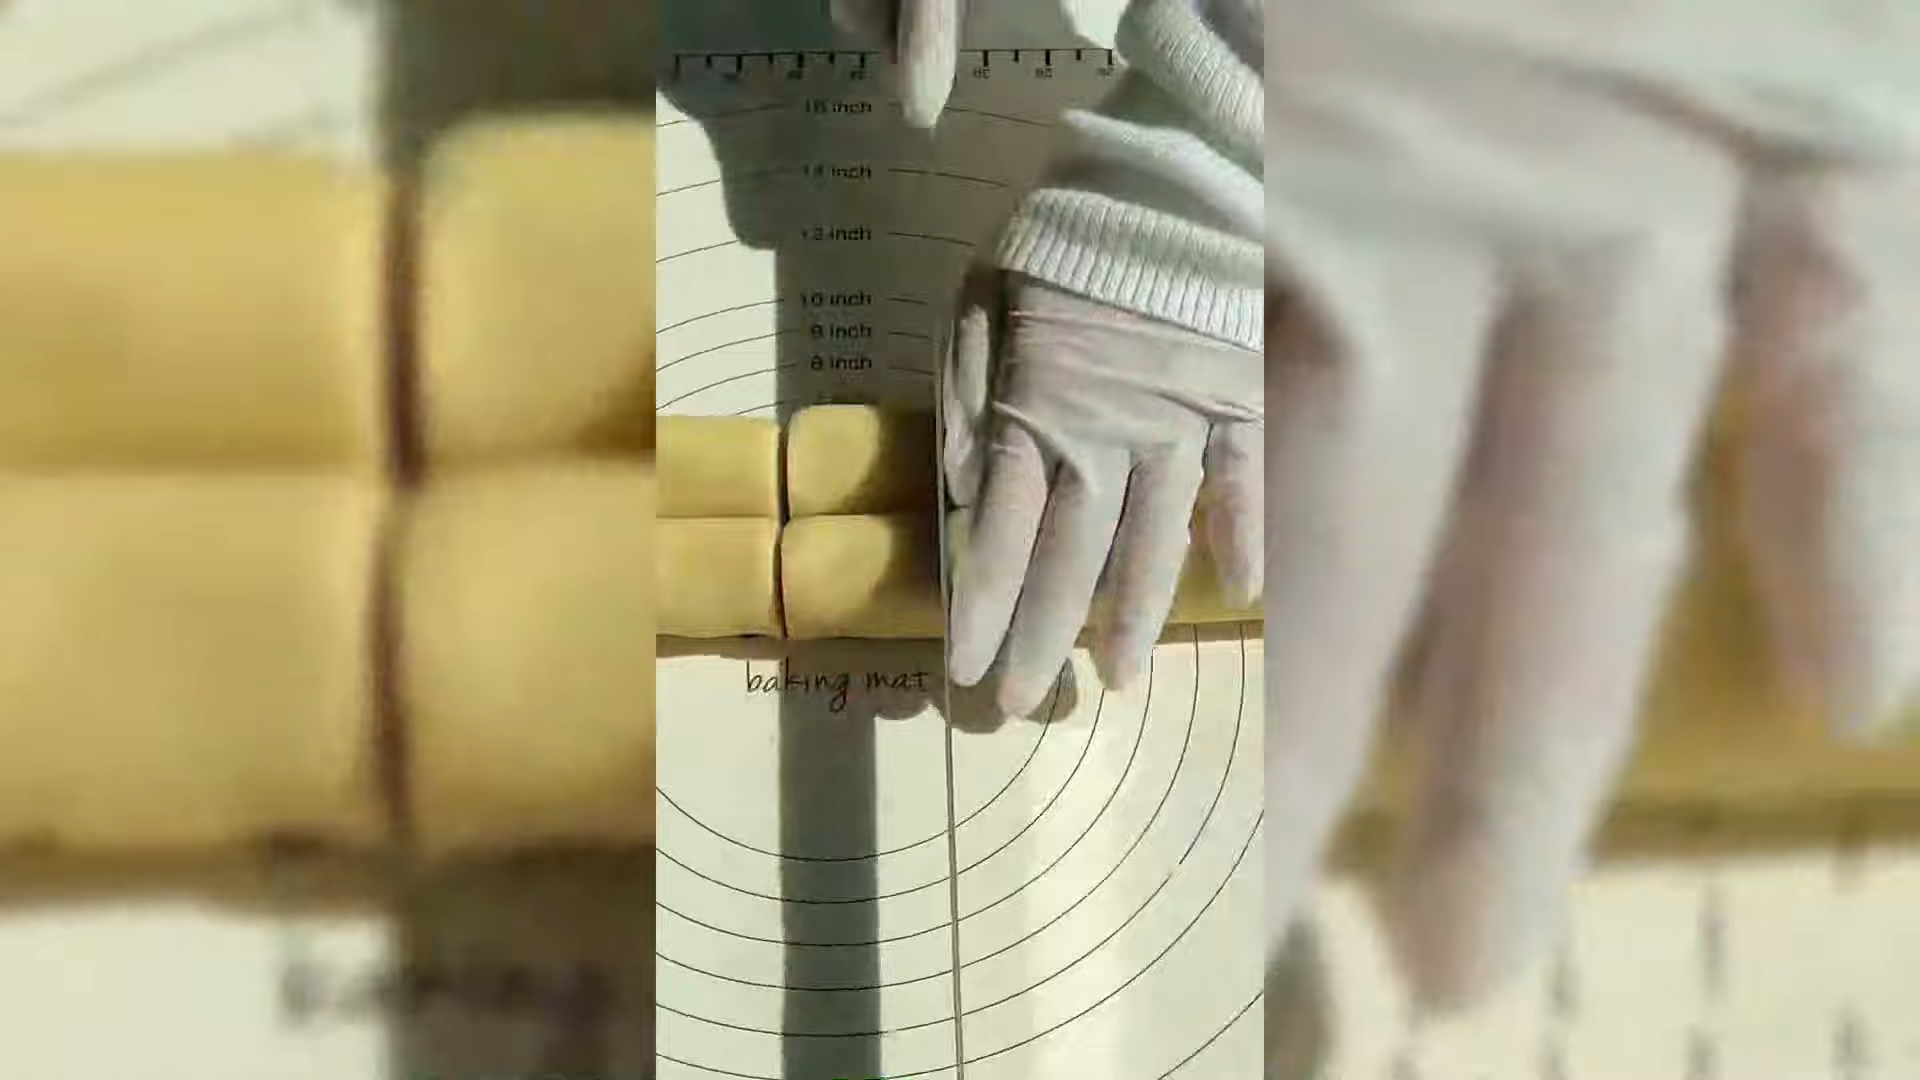 16 inch
14 inch
12 inch
10 inch
9 inch
8 inch
baking mat